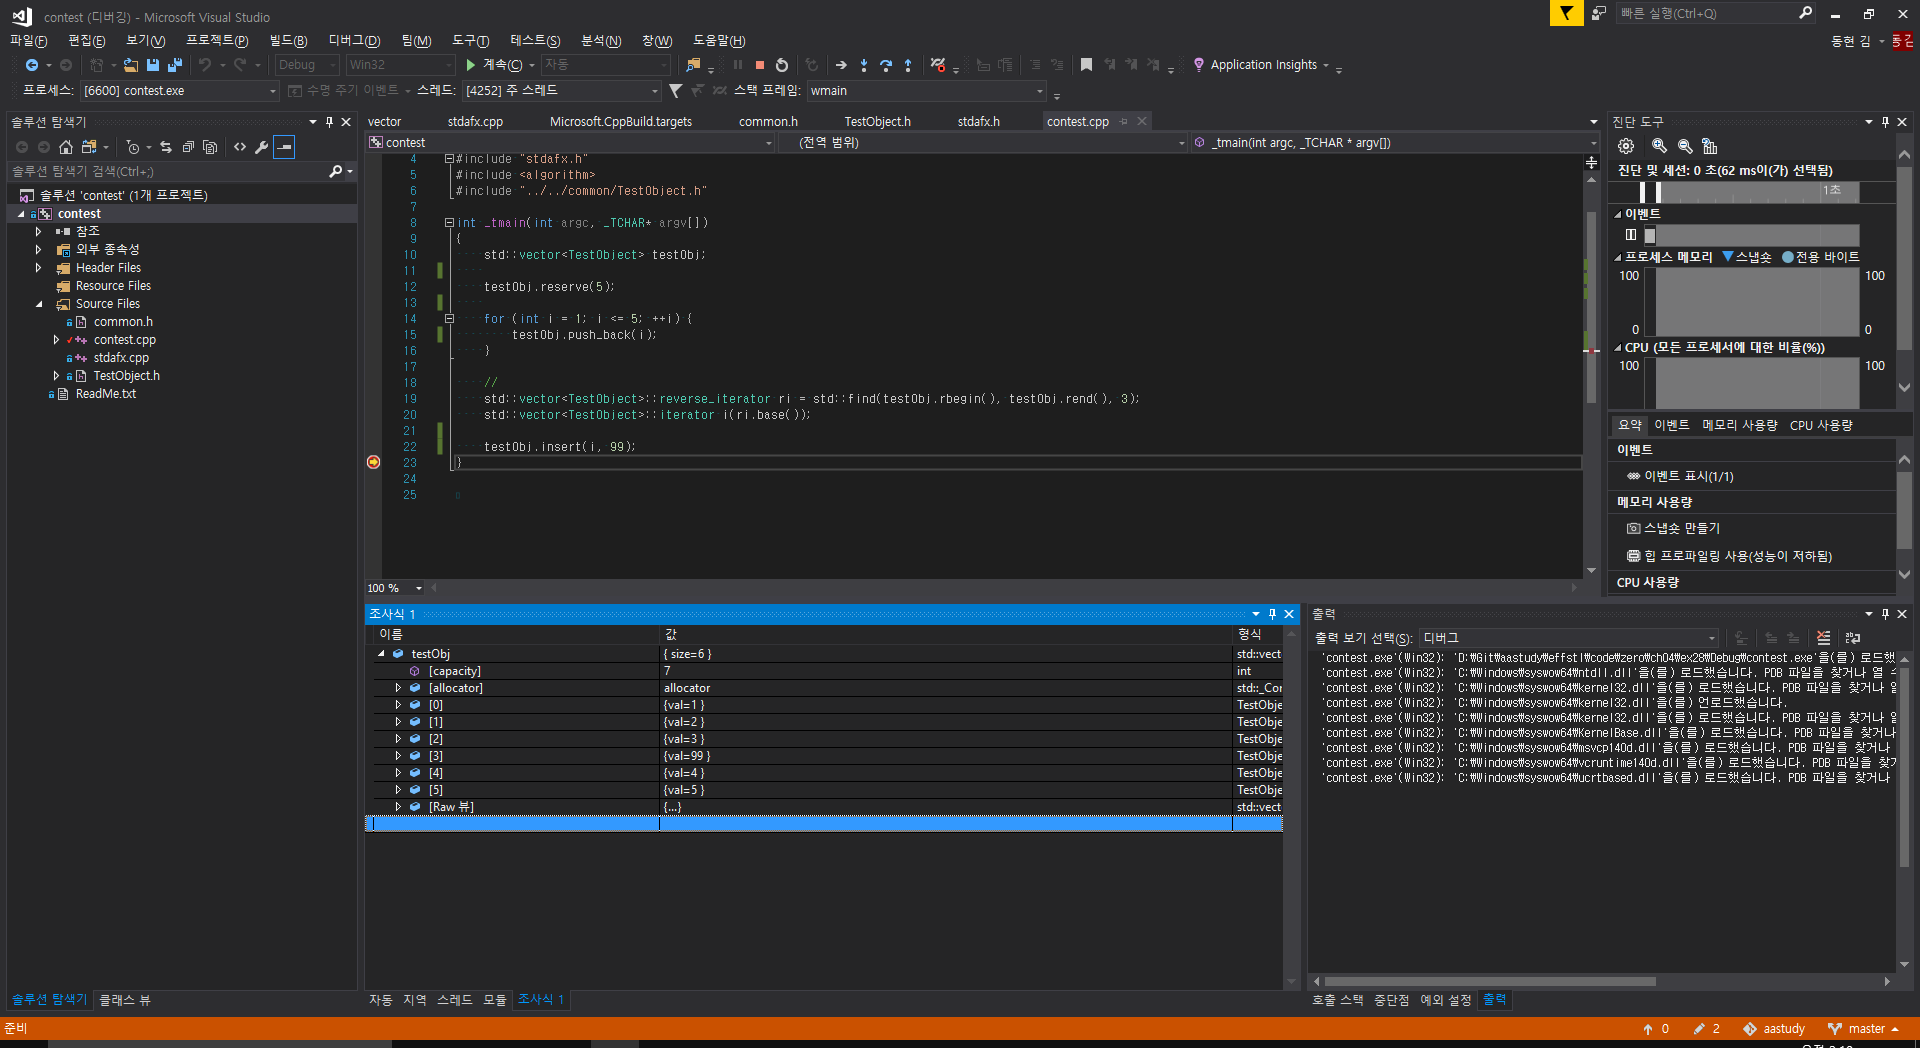 contest (디버깅) - Microsoft Visual Studio
빠른 실행(Ctrl+Q)
파일(F) 편집(E) 보기(V) 프로젝트(P) 빌드(B) 디버그(D) 팀(M) 도구(T) 테스트(S) 분석(N) 창(W) 도움말(H)
동현 김
Debug Win32 계속(C) 자동 Application Insights
프로세스: [6600] contest.exe 수명 주기 이벤트 스레드: [4252] 주 스레드 스택 프레임: wmain
솔루션 탐색기
솔루션 탐색기 검색(Ctrl+;)
솔루션 'contest' (1개 프로젝트)
contest
참조
외부 종속성
Header Files
Resource Files
Source Files
common.h
contest.cpp
stdafx.cpp
TestObject.h
ReadMe.txt
솔루션 탐색기 클래스 뷰
vector stdafx.cpp Microsoft.CppBuild.targets common.h TestObject.h stdafx.h contest.cpp
contest (전역 범위) _tmain(int argc, _TCHAR * argv[])
4 #include "stdafx.h"
5 #include <algorithm>
6 #include "../../common/TestObject.h"
7
8 int _tmain(int argc, _TCHAR* argv[])
9 {
10 std::vector<TestObject> testObj;
11
12 testObj.reserve(5);
13
14 for (int i = 1; i <= 5; ++i) {
15 testObj.push_back(i);
16 }
17
18 //
19 std::vector<TestObject>::reverse_iterator ri = std::find(testObj.rbegin(), testObj.rend(), 3);
20 std::vector<TestObject>::iterator i(ri.base());
21
22 testObj.insert(i, 99);
23 }
24
25
100 %
조사식 1
이름 값 형식
testObj { size=6 } std::vect
[capacity] 7 int
[allocator] allocator std::_Cor
[0] {val=1 } TestObje
[1] {val=2 } TestObje
[2] {val=3 } TestObje
[3] {val=99 } TestObje
[4] {val=4 } TestObje
[5] {val=5 } TestObje
[Raw 뷰] {...} std::vect
자동 지역 스레드 모듈 조사식 1
진단 도구
진단 및 세션: 0 초(62 ms이(가) 선택됨)
1초
이벤트
프로세스 메모리 스냅숏 전용 바이트
100 100
0 0
CPU (모든 프로세서에 대한 비율(%))
100 100
요약 이벤트 메모리 사용량 CPU 사용량
이벤트
이벤트 표시(1/1)
메모리 사용량
스냅숏 만들기
힙 프로파일링 사용(성능이 저하됨)
CPU 사용량
출력
출력 보기 선택(S): 디버그
'contest.exe'(Win32): 'D:\Git\aastudy\effstl\code\zero\ch04\ex28\Debug\contest.exe'을(를) 로드했
'contest.exe'(Win32): 'C:\Windows\syswow64\ntdll.dll'을(를) 로드했습니다. PDB 파일을 찾거나 열 수
'contest.exe'(Win32): 'C:\Windows\syswow64\kernel32.dll'을(를) 로드했습니다. PDB 파일을 찾거나
'contest.exe'(Win32): 'C:\Windows\syswow64\kernel32.dll'을(를) 언로드했습니다.
'contest.exe'(Win32): 'C:\Windows\syswow64\kernel32.dll'을(를) 로드했습니다. PDB 파일을 찾거나
'contest.exe'(Win32): 'C:\Windows\syswow64\KernelBase.dll'을(를) 로드했습니다. PDB 파일을 찾거나
'contest.exe'(Win32): 'C:\Windows\syswow64\msvcp140d.dll'을(를) 로드했습니다. PDB 파일을 찾거나
'contest.exe'(Win32): 'C:\Windows\syswow64\vcruntime140d.dll'을(를) 로드했습니다. PDB 파일을
'contest.exe'(Win32): 'C:\Windows\syswow64\ucrtbased.dll'을(를) 로드했습니다. PDB 파일을 찾거나
호출 스택 중단점 예외 설정 출력
준비
0 2 aastudy master